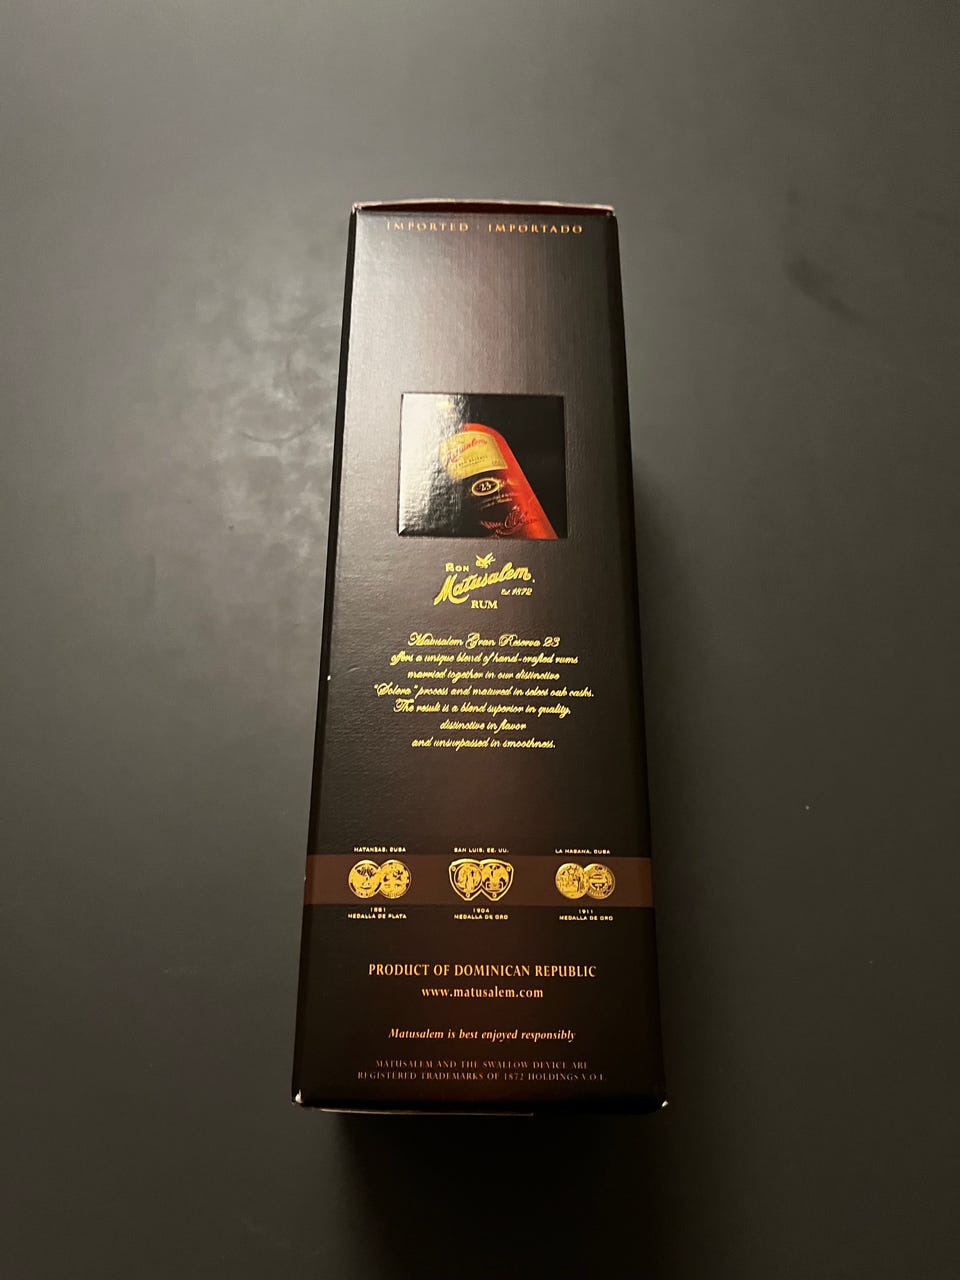 IMPORTED · IMPORTADO
Matusalem
23
RON
Matusalem.
Est. 1872
RUM
Matusalem Gran Reserva 23
offers a unique blend of hand-crafted rums
married together in our distinctive
"Solera" process and matured in select oak casks.
The result is a blend superior in quality,
distinctive in flavor
and unsurpassed in smoothness.
MATANZAS, CUBA SAN LUIS, EE. UU. LA HABANA, CUBA
1881 1904 1911
MEDALLA DE PLATA MEDALLA DE ORO MEDALLA DE ORO
PRODUCT OF DOMINICAN REPUBLIC
www.matusalem.com
Matusalem is best enjoyed responsibly
MATUSALEM AND THE SWALLOW DEVICE ARE
REGISTERED TRADEMARKS OF 1872 HOLDINGS V.O.F.